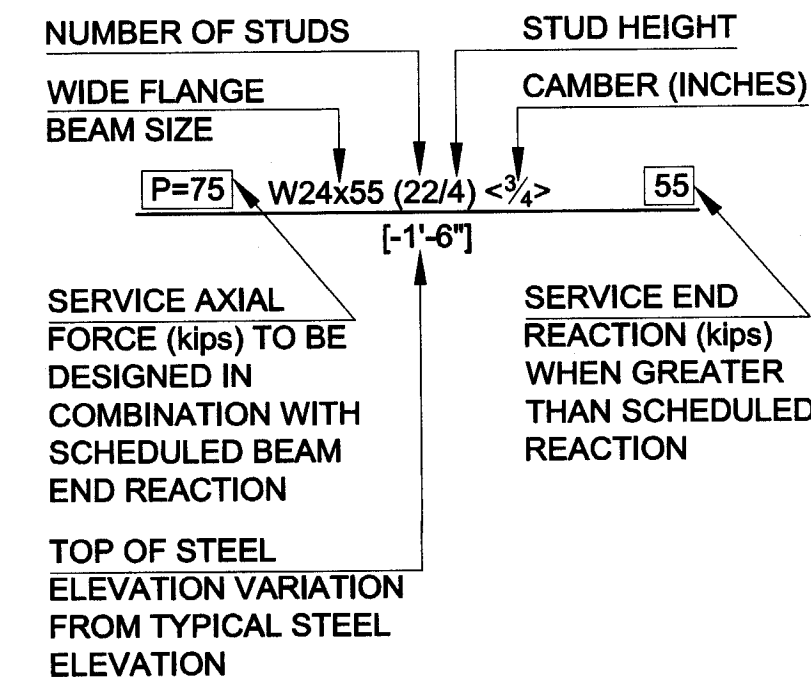 NUMBER OF STUDS
STUD HEIGHT
WIDE FLANGE
BEAM SIZE
CAMBER (INCHES)
P=75 W24x55 (22/4) <3/4> 55
[-1'-6"]
SERVICE AXIAL
FORCE (kips) TO BE
DESIGNED IN
COMBINATION WITH
SCHEDULED BEAM
END REACTION
SERVICE END
REACTION (kips)
WHEN GREATER
THAN SCHEDULED
REACTION
TOP OF STEEL
ELEVATION VARIATION
FROM TYPICAL STEEL
ELEVATION